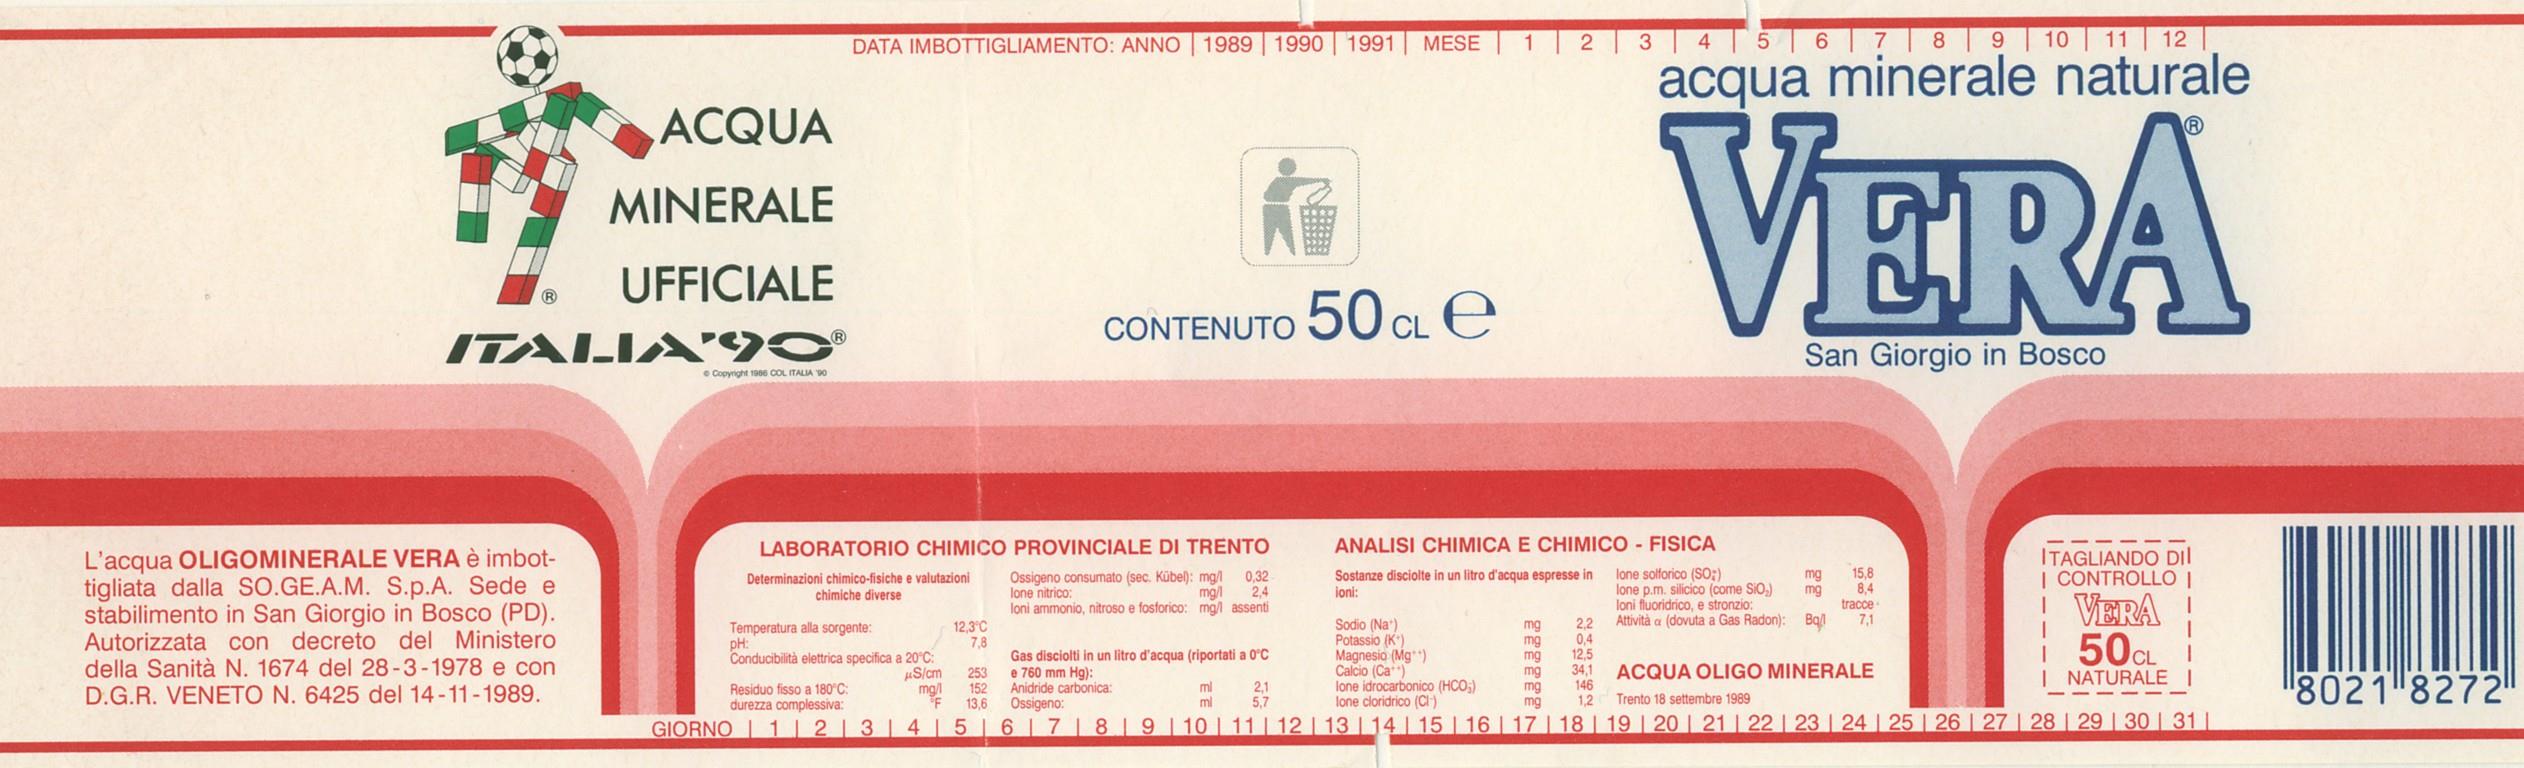 DATA IMBOTTIGLIAMENTO: ANNO | 1989 | 1990 | 1991 | MESE | 1 | 2 | 3 | 4 | 5 | 6 | 7 | 8 | 9 | 10 | 11 | 12 |
ACQUA
MINERALE
UFFICIALE
®
ITALIA'90®
© Copyright 1986 COL ITALIA '90
CONTENUTO 50 CL ℮
acqua minerale naturale
VERA®
San Giorgio in Bosco
L'acqua OLIGOMINERALE VERA è imbot-
tigliata dalla SO.GE.A.M. S.p.A. Sede e
stabilimento in San Giorgio in Bosco (PD).
Autorizzata con decreto del Ministero
della Sanità N. 1674 del 28-3-1978 e con
D.G.R. VENETO N. 6425 del 14-11-1989.
LABORATORIO CHIMICO PROVINCIALE DI TRENTO
Determinazioni chimico-fisiche e valutazioni
chimiche diverse
Temperatura alla sorgente: 12,3°C
pH: 7,8
Conducibilità elettrica specifica a 20°C:
µS/cm 253
Residuo fisso a 180°C: mg/l 152
durezza complessiva: °F 13,6
Ossigeno consumato (sec. Kübel): mg/l 0,32
Ione nitrico: mg/l 2,4
Ioni ammonio, nitroso e fosforico: mg/l assenti
Gas disciolti in un litro d'acqua (riportati a 0°C
e 760 mm Hg):
Anidride carbonica: ml 2,1
Ossigeno: ml 5,7
ANALISI CHIMICA E CHIMICO - FISICA
Sostanze disciolte in un litro d'acqua espresse in
ioni:
Sodio (Na⁺) mg 2,2
Potassio (K⁺) mg 0,4
Magnesio (Mg⁺⁺) mg 12,5
Calcio (Ca⁺⁺) mg 34,1
Ione idrocarbonico (HCO₃⁻) mg 146
Ione cloridrico (Cl⁻) mg 1,2
Ione solforico (SO₄⁼) mg 15,8
Ione p.m. silicico (come SiO₂) mg 8,4
Ioni fluoridrico, e stronzio: tracce
Attività α (dovuta a Gas Radon): Bq/l 7,1
ACQUA OLIGO MINERALE
Trento 18 settembre 1989
TAGLIANDO DI
CONTROLLO
VERA
50 CL
NATURALE
8021 8272
GIORNO | 1 | 2 | 3 | 4 | 5 | 6 | 7 | 8 | 9 | 10 | 11 | 12 | 13 | 14 | 15 | 16 | 17 | 18 | 19 | 20 | 21 | 22 | 23 | 24 | 25 | 26 | 27 | 28 | 29 | 30 | 31 |